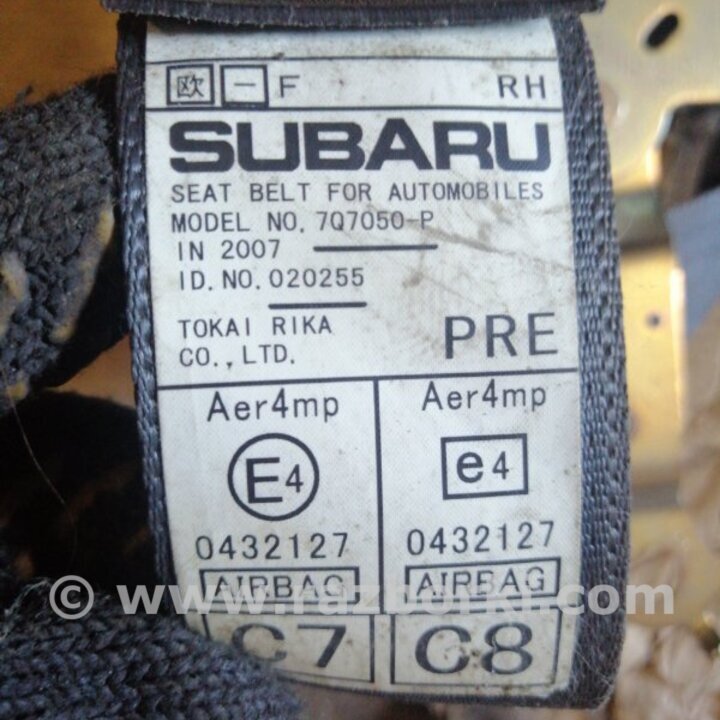 欧 一 F RH
SUBARU
SEAT BELT FOR AUTOMOBILES
MODEL NO. 7Q7050-P
IN 2007
ID. NO. 020255
TOKAI RIKA
CO., LTD.
PRE
Aer4mp Aer4mp
E4 e4
0432127 0432127
AIRBAG AIRBAG
© www.razborki.com
C7 C8